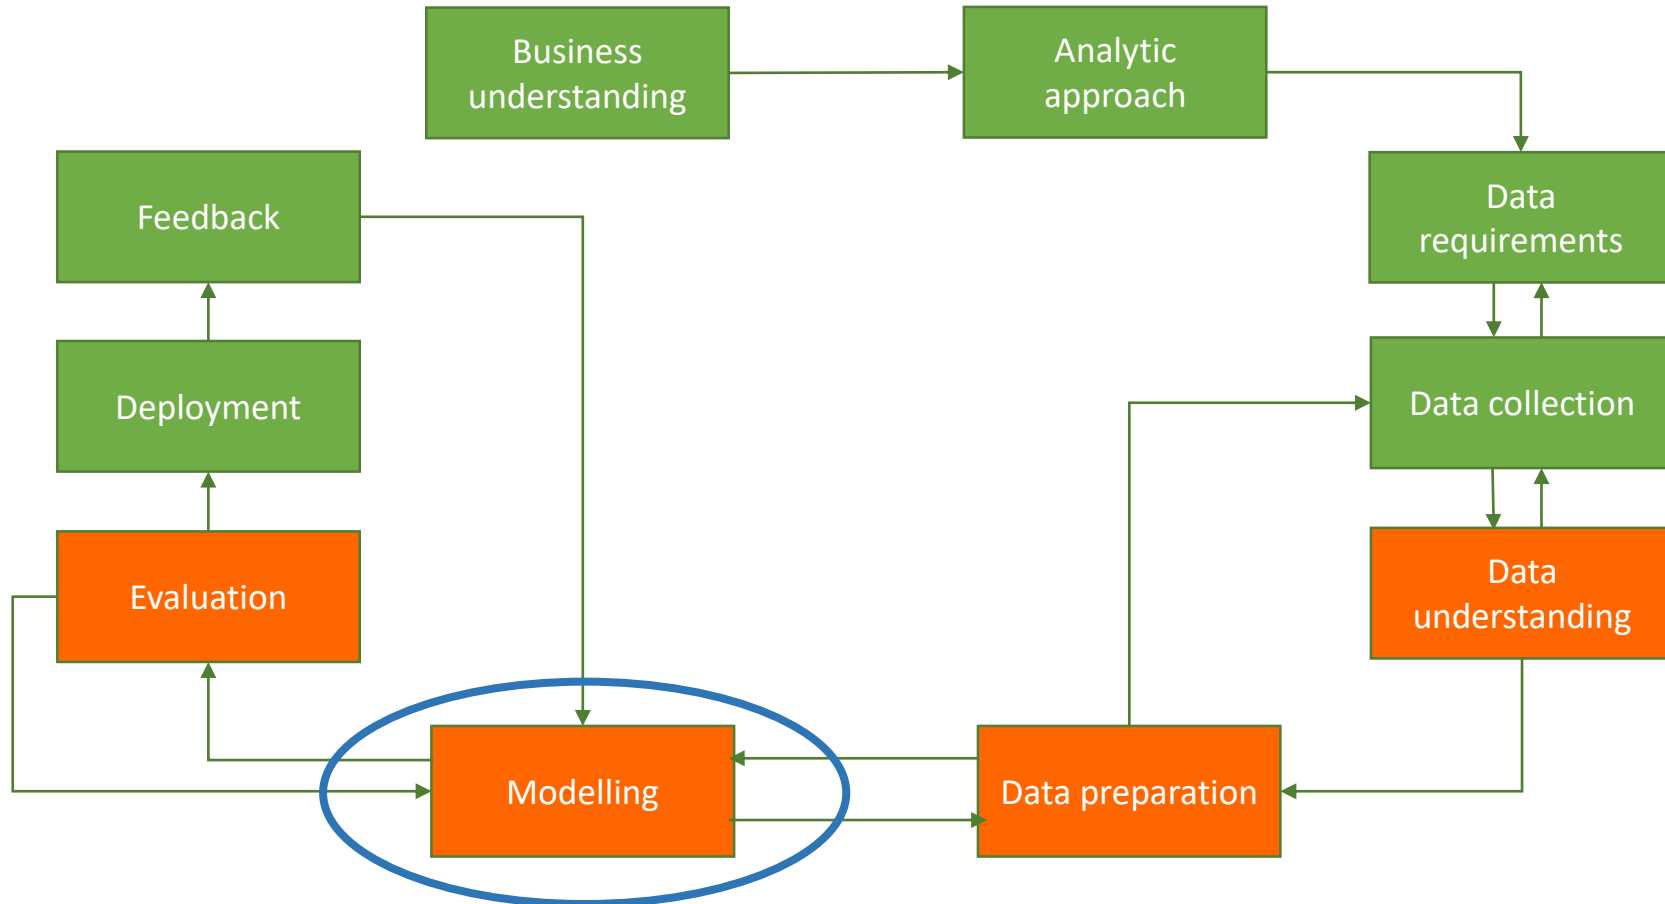 Business
understanding
Analytic
approach
Feedback
Data
requirements
Deployment
Data collection
Evaluation
Data
understanding
Modelling
Data preparation